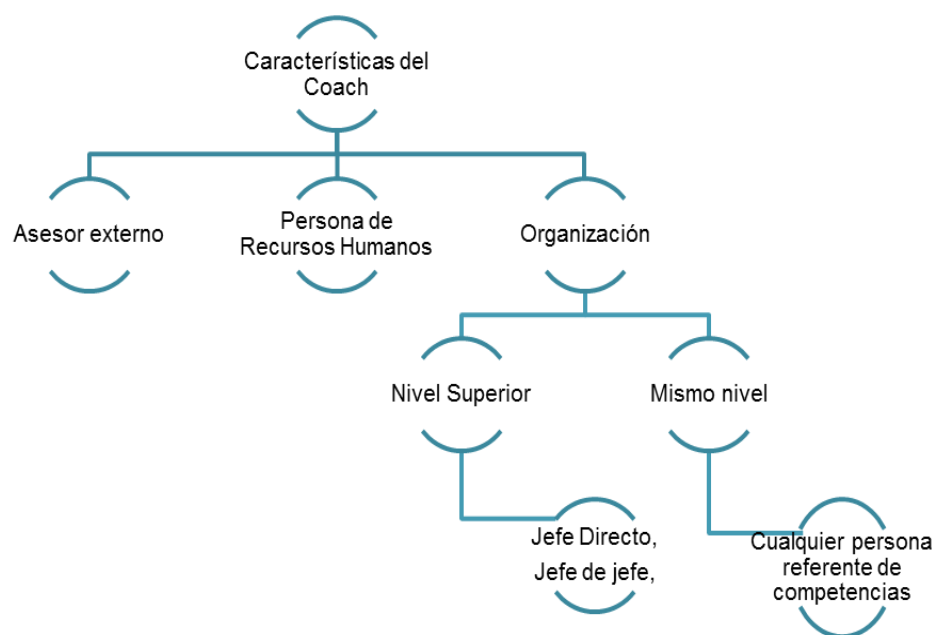 Características del
Coach
Asesor externo
Persona de
Recursos Humanos
Organización
Nivel Superior
Mismo nivel
Jefe Directo,
Jefe de jefe,
Cualquier persona
referente de
competencias